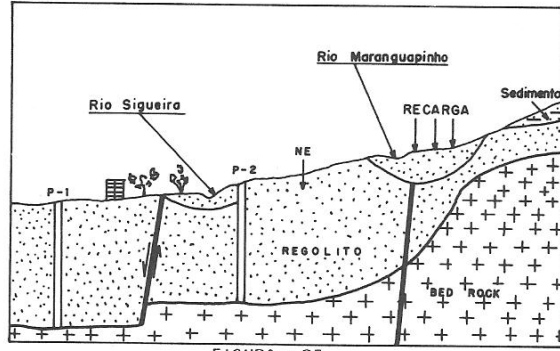 Rio Maranguapinho
Sedimento
Rio Sigueira
RECARGA
NE
P-1
P-2
REGOLITO
BED ROCK